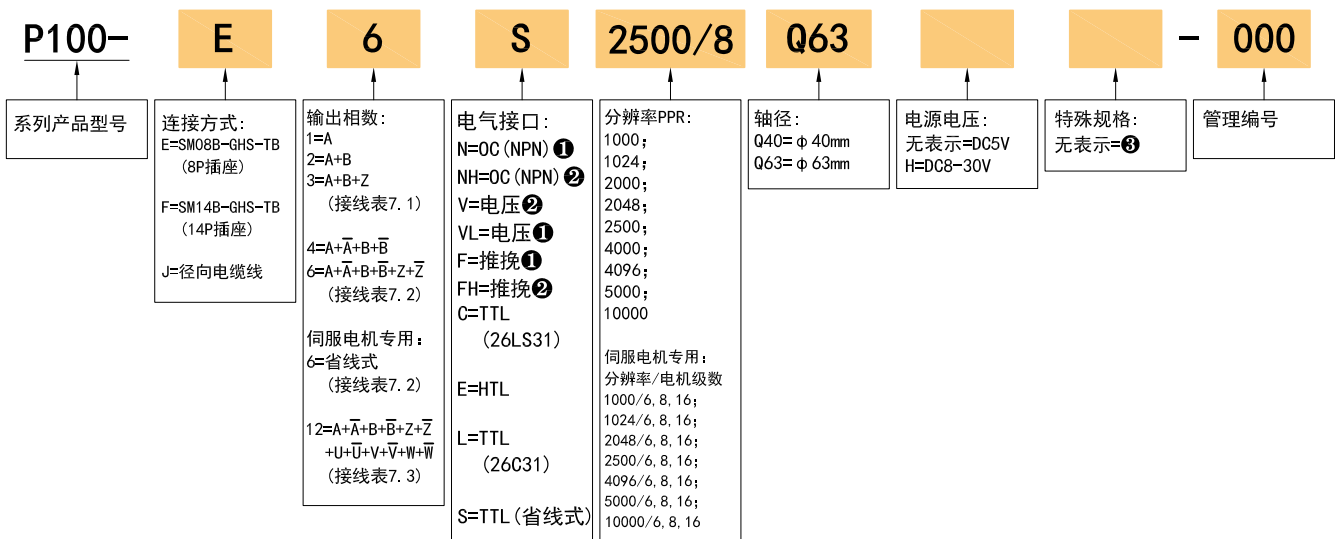 P100- E 6 S 2500/8 Q63 - 000
系列产品型号
连接方式:
E=SM08B-GHS-TB
(8P插座)
F=SM14B-GHS-TB
(14P插座)
J=径向电缆线
输出相数:
1=A
2=A+B
3=A+B+Z
(接线表7.1)
4=A+A̅+B+B̅
6=A+A̅+B+B̅+Z+Z̅
(接线表7.2)
伺服电机专用:
6=省线式
(接线表7.2)
12=A+A̅+B+B̅+Z+Z̅
+U+U̅+V+V̅+W+W̅
(接线表7.3)
电气接口:
N=OC(NPN)❶
NH=OC(NPN)❷
V=电压❷
VL=电压❶
F=推挽❶
FH=推挽❷
C=TTL
(26LS31)
E=HTL
L=TTL
(26C31)
S=TTL(省线式)
分辨率PPR:
1000;
1024;
2000;
2048;
2500;
4000;
4096;
5000;
10000
伺服电机专用:
分辨率/电机级数
1000/6,8,16;
1024/6,8,16;
2048/6,8,16;
2500/6,8,16;
4096/6,8,16;
5000/6,8,16;
10000/6,8,16
轴径:
Q40=φ40mm
Q63=φ63mm
电源电压:
无表示=DC5V
H=DC8-30V
特殊规格:
无表示=❸
管理编号